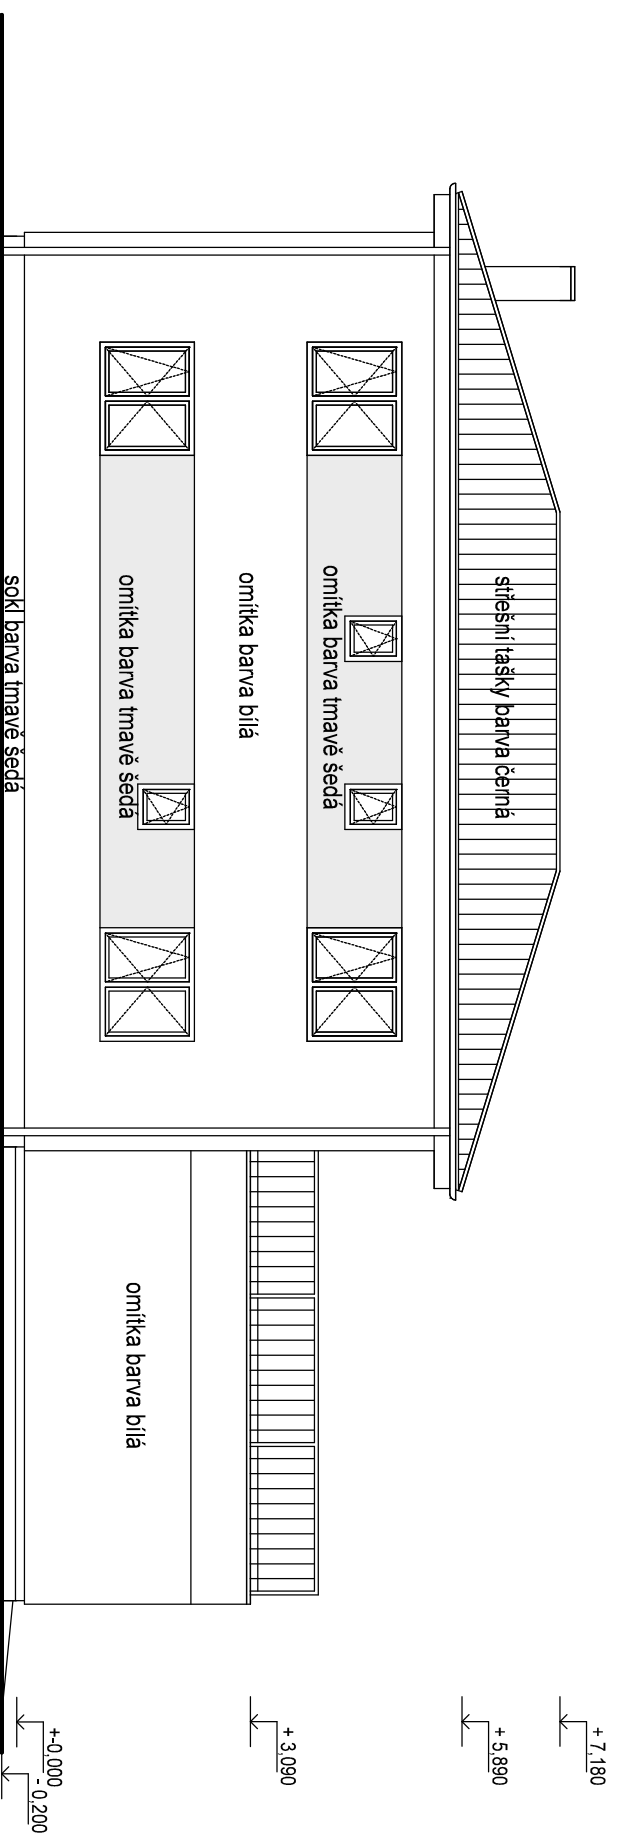 střešní tašky barva černá
omítka barva tmavě šedá
omítka barva bílá
omítka barva tmavě šedá
sokl barva tmavě šedá
omítka barva bílá
+ 7,180
+ 5,890
+ 3,090
+-0,000
- 0,200